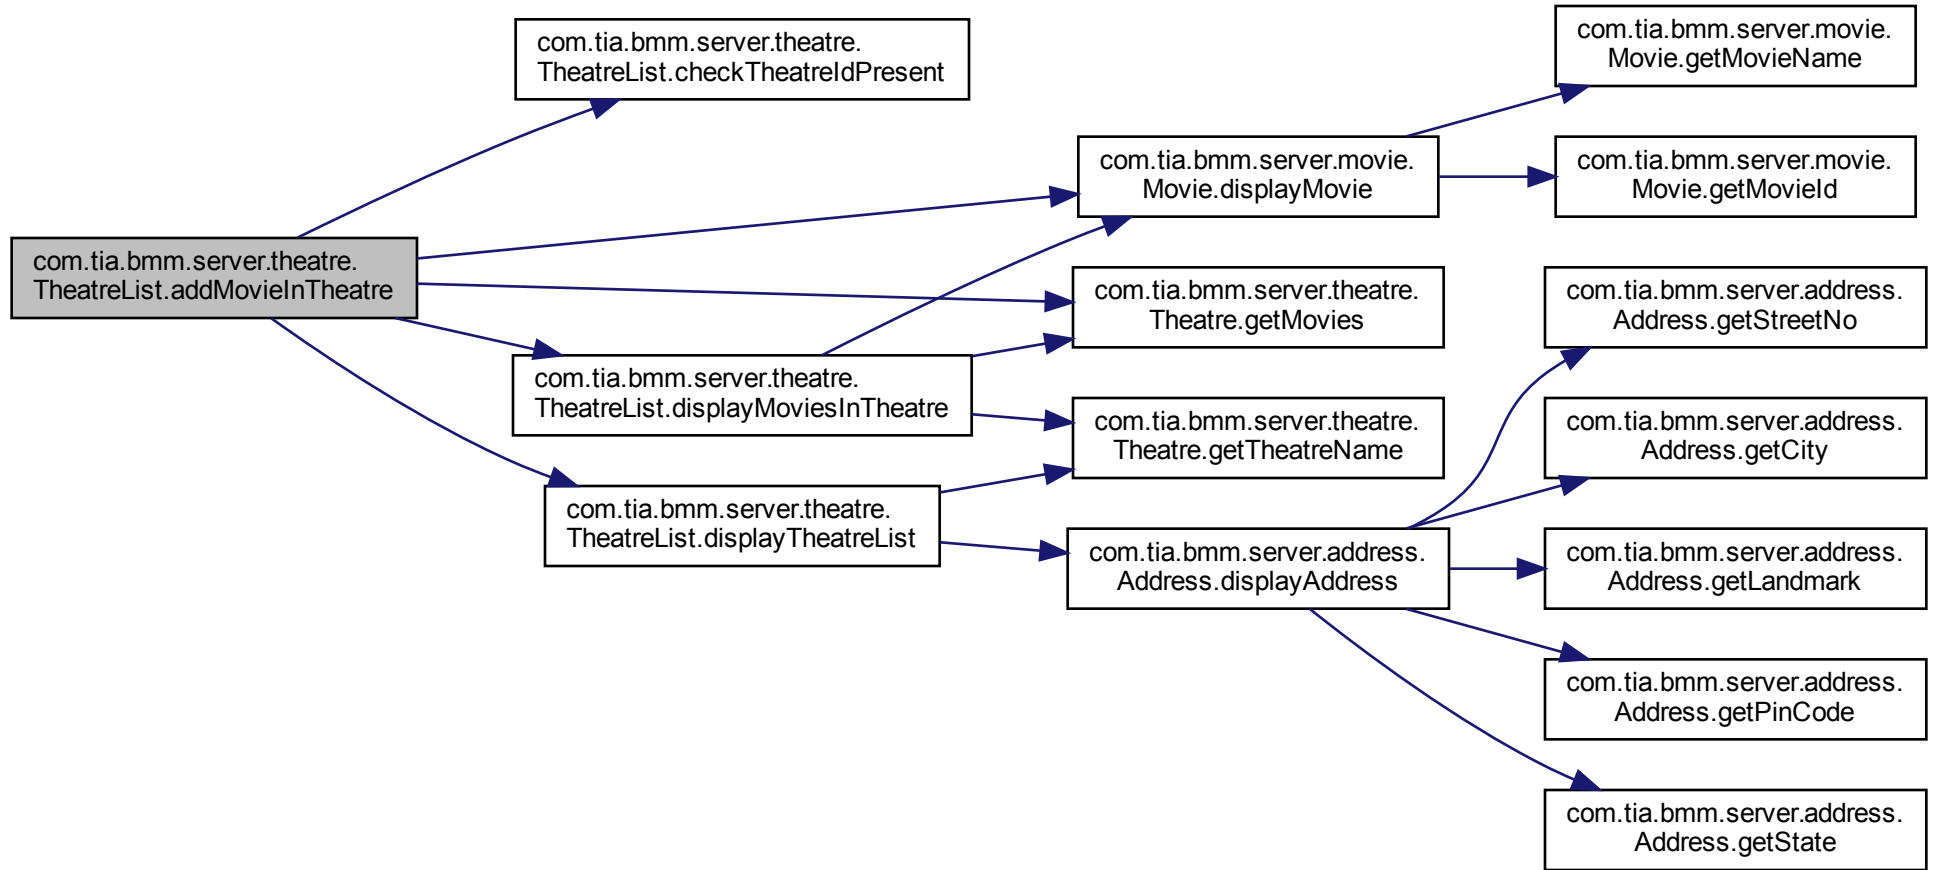 com.tia.bmm.server.theatre.
TheatreList.addMovieInTheatre
com.tia.bmm.server.theatre.
TheatreList.checkTheatreIdPresent
com.tia.bmm.server.theatre.
TheatreList.displayMoviesInTheatre
com.tia.bmm.server.theatre.
TheatreList.displayTheatreList
com.tia.bmm.server.movie.
Movie.displayMovie
com.tia.bmm.server.theatre.
Theatre.getMovies
com.tia.bmm.server.theatre.
Theatre.getTheatreName
com.tia.bmm.server.address.
Address.displayAddress
com.tia.bmm.server.movie.
Movie.getMovieName
com.tia.bmm.server.movie.
Movie.getMovieId
com.tia.bmm.server.address.
Address.getStreetNo
com.tia.bmm.server.address.
Address.getCity
com.tia.bmm.server.address.
Address.getLandmark
com.tia.bmm.server.address.
Address.getPinCode
com.tia.bmm.server.address.
Address.getState